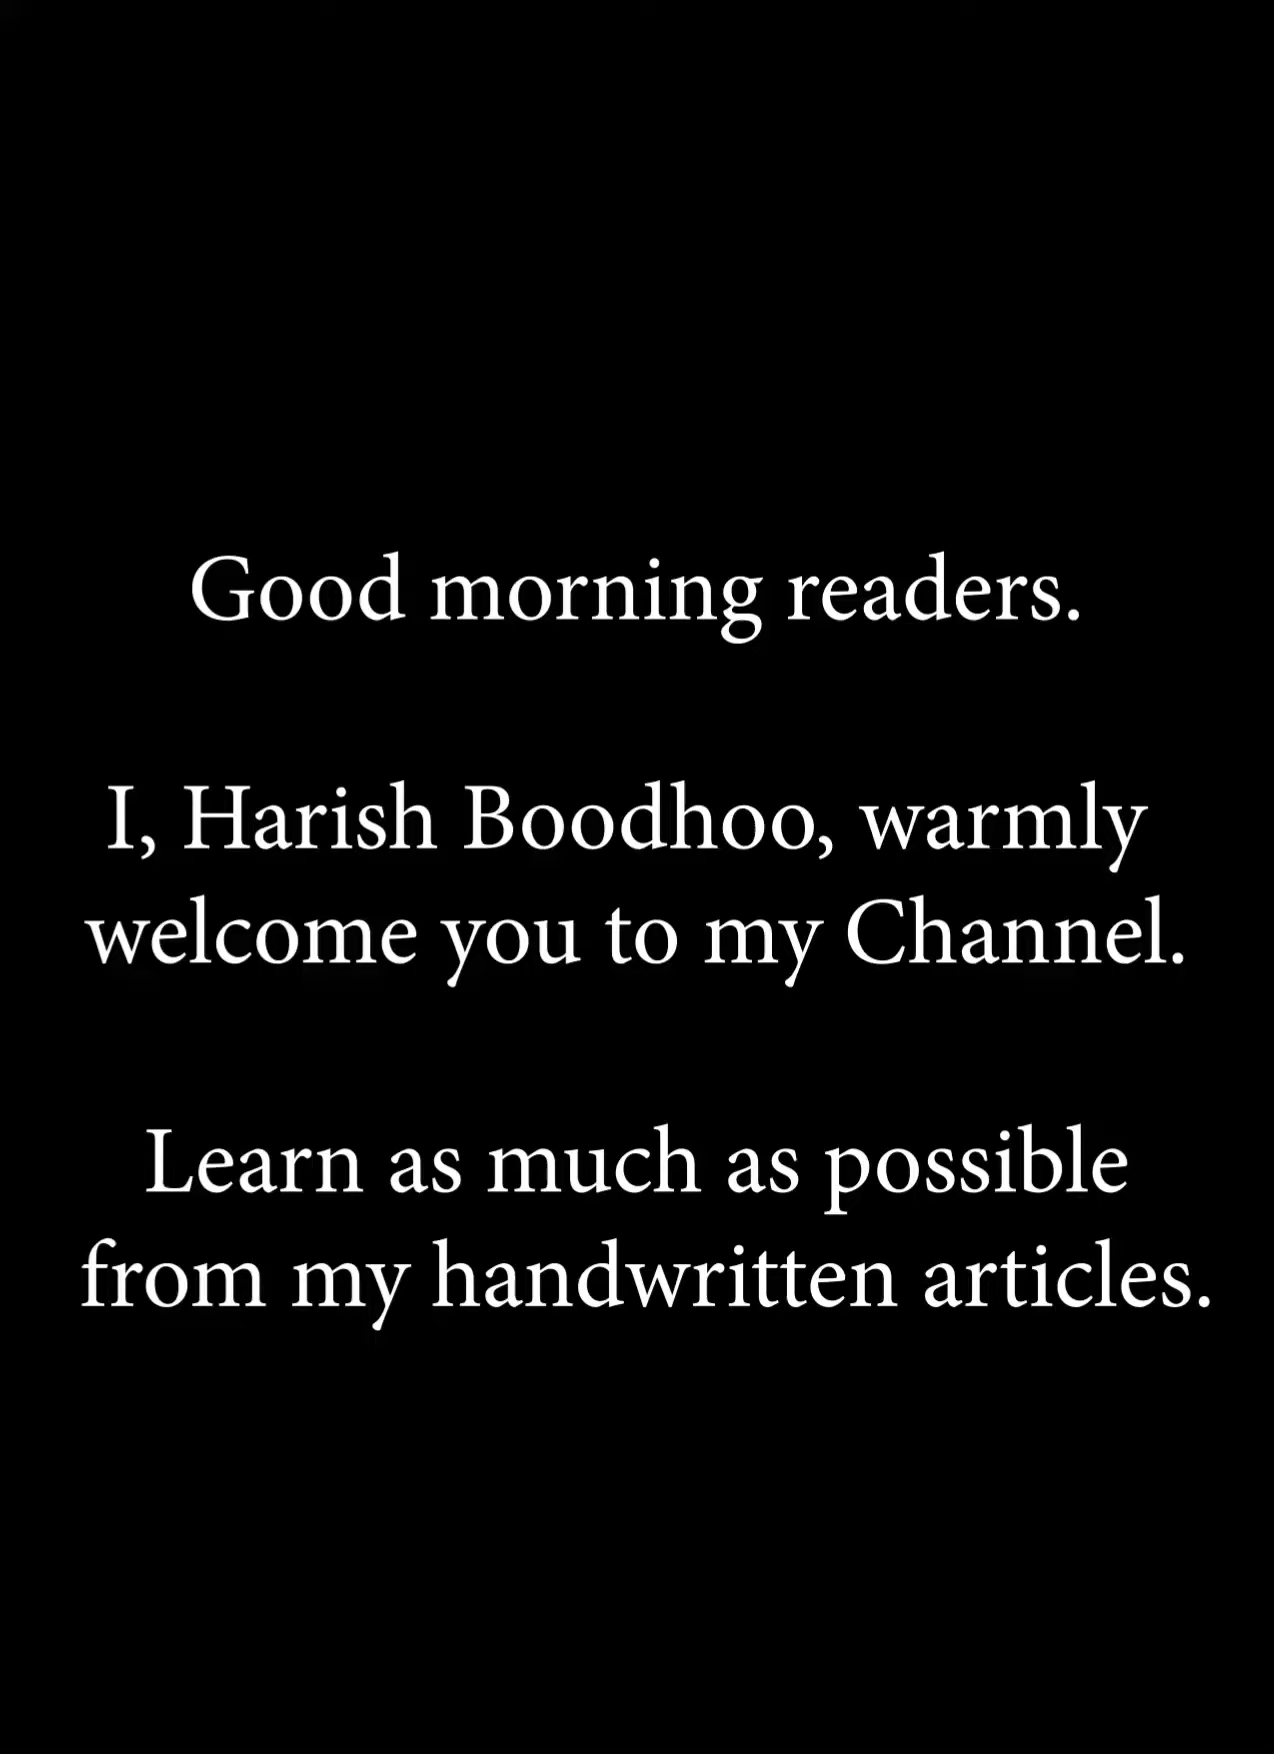 Good morning readers.
I, Harish Boodhoo, warmly
welcome you to my Channel.
Learn as much as possible
from my handwritten articles.